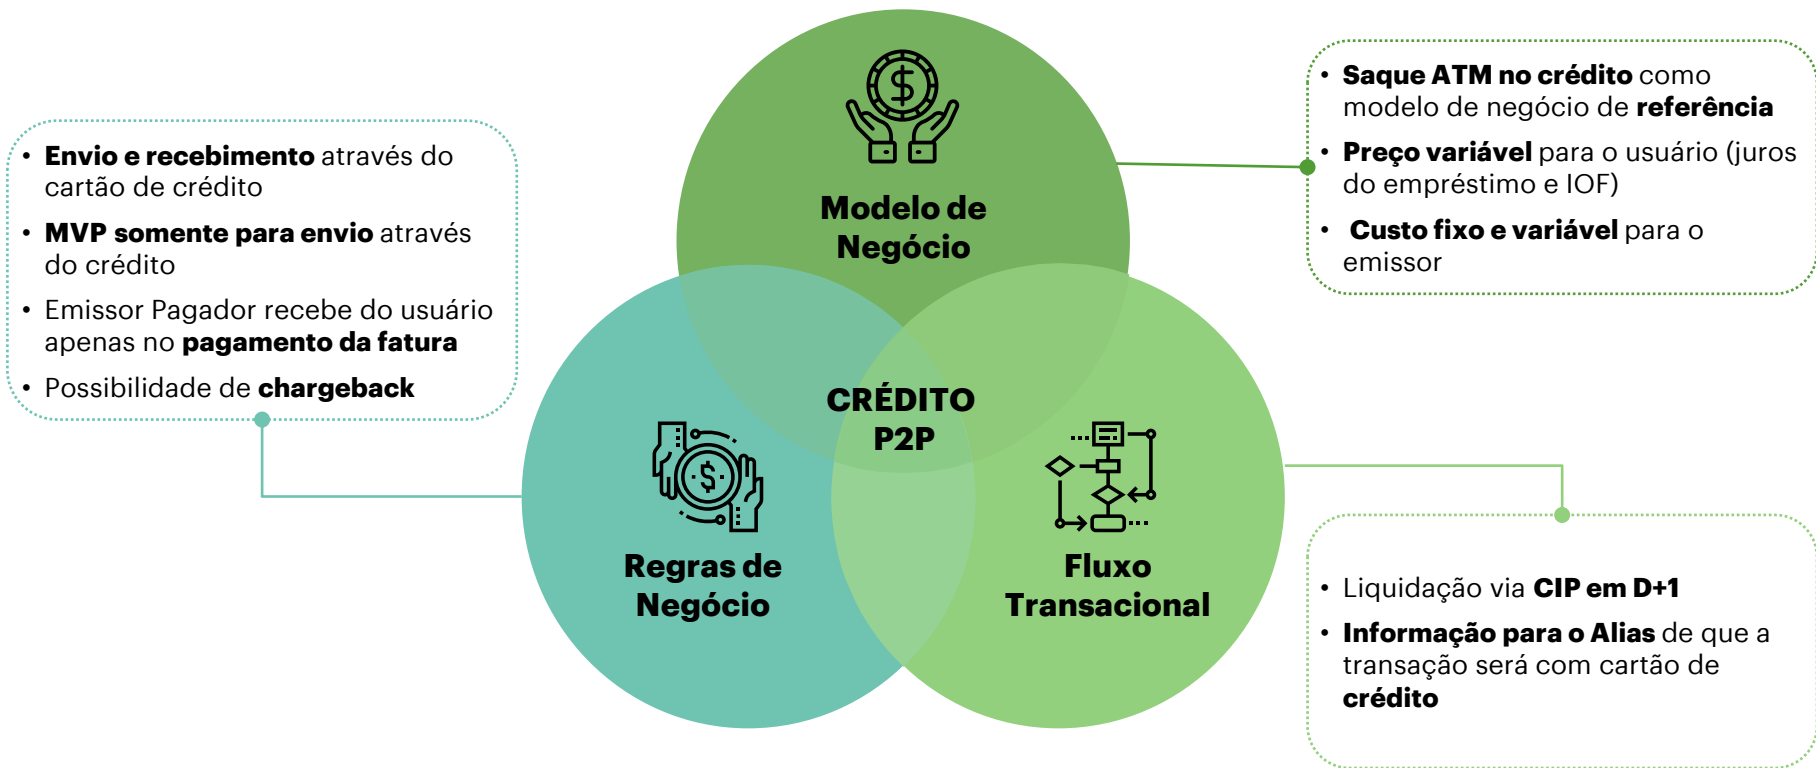 • Envio e recebimento através do
cartão de crédito
• MVP somente para envio através
do crédito
• Emissor Pagador recebe do usuário
apenas no pagamento da fatura
• Possibilidade de chargeback
Modelo de
Negócio
• Saque ATM no crédito como
modelo de negócio de referência
• Preço variável para o usuário (juros
do empréstimo e IOF)
• Custo fixo e variável para o
emissor
CRÉDITO
P2P
Regras de
Negócio
Fluxo
Transacional
• Liquidação via CIP em D+1
• Informação para o Alias de que a
transação será com cartão de
crédito